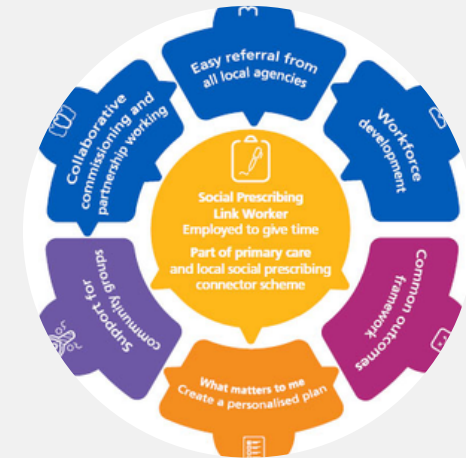 Easy referral from
all local agencies
Workforce
development
Common outcomes
framework
What matters to me
Create a personalised plan
Support for
community groups
Collaborative
commissioning and
partnership working
Social Prescribing
Link Worker
Employed to give time
Part of primary care
and local social prescribing
connector scheme